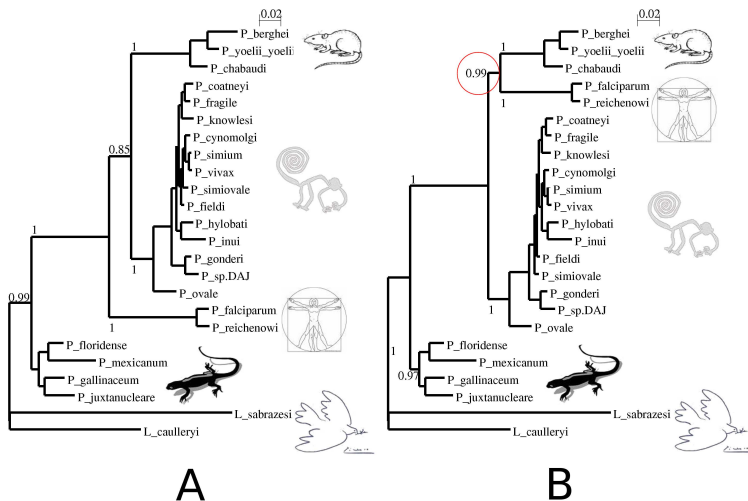 0.02
P_berghei
1
P_yoelii_yoelii
P_chabaudi
P_coatneyi
P_fragile
P_knowlesi
P_cynomolgi
0.85
P_simium
P_vivax
P_simiovale
P_fieldi
P_hylobati
1
P_inui
P_gonderi
1
P_sp.DAJ
P_ovale
0.99
P_falciparum
1
P_reichenowi
P_floridense
P_mexicanum
P_gallinaceum
P_juxtanucleare
L_sabrazesi
L_caulleryi
A
0.02
P_berghei
1
P_yoelii_yoelii
0.99
P_chabaudi
P_falciparum
1
P_reichenowi
P_coatneyi
P_fragile
P_knowlesi
P_cynomolgi
1
P_simium
P_vivax
P_hylobati
P_inui
P_fieldi
P_simiovale
P_gonderi
1
P_sp.DAJ
P_ovale
P_floridense
1
P_mexicanum
0.97
P_gallinaceum
P_juxtanucleare
L_sabrazesi
L_caulleryi
B